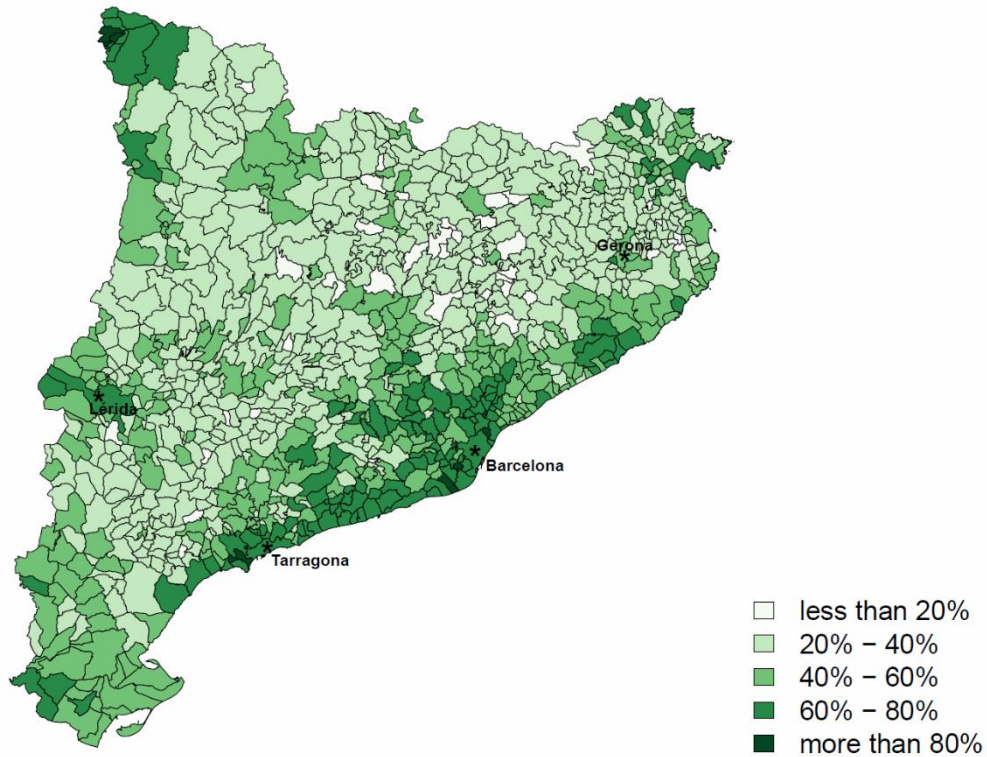 Gerona
Lérida
Barcelona
Tarragona
less than 20%
20% − 40%
40% − 60%
60% − 80%
more than 80%